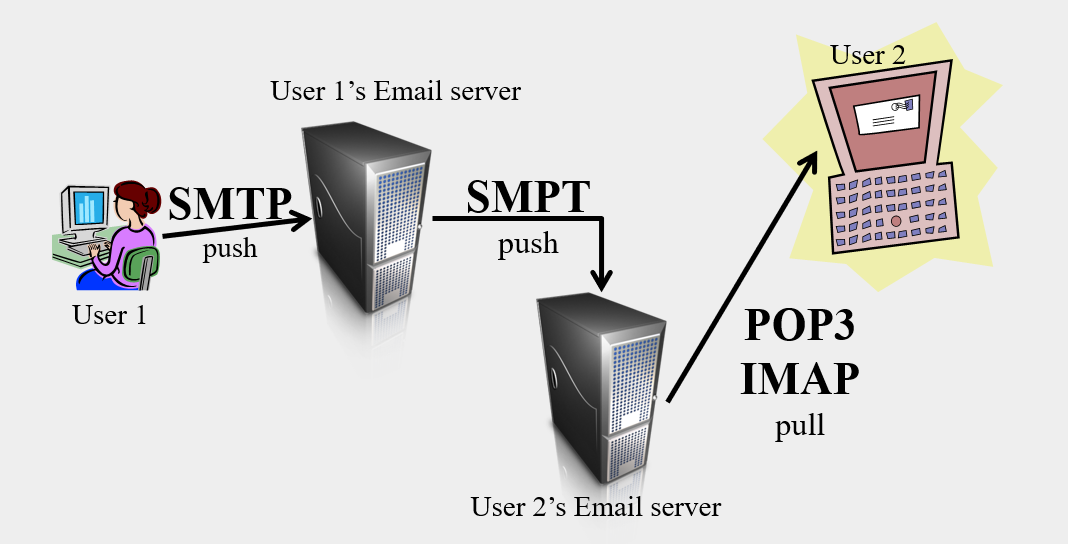 User 2
User 1's Email server
SMTP
push
SMPT
push
User 1
POP3
IMAP
pull
User 2's Email server